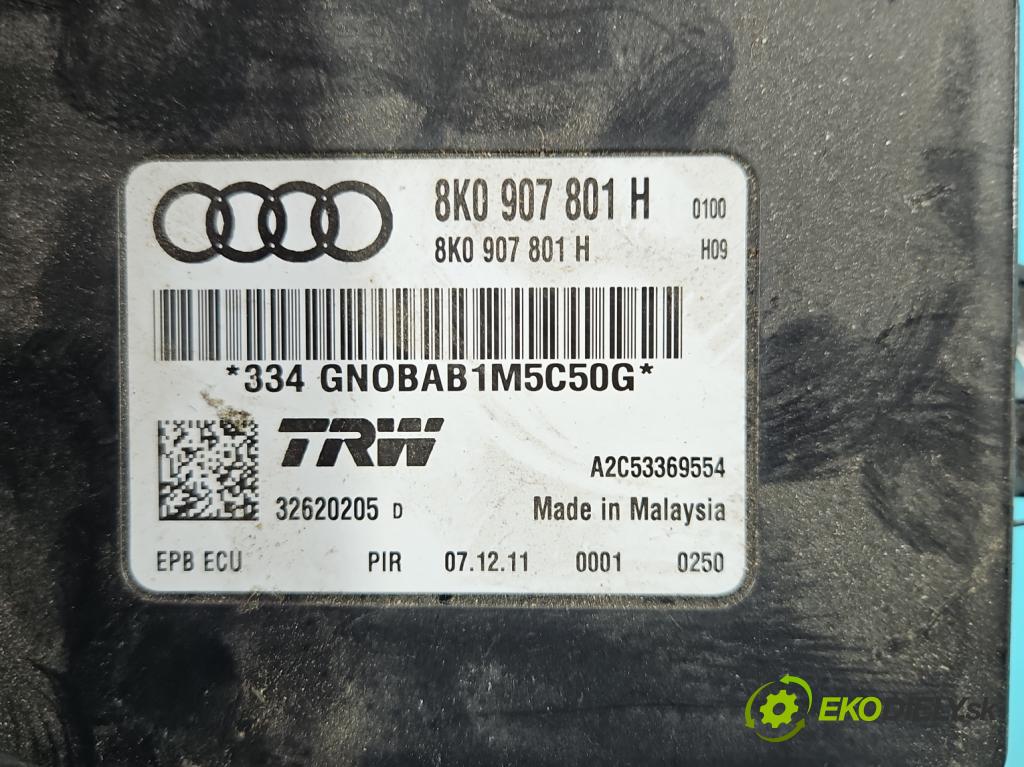 8K0 907 801 H 0100
8K0 907 801 H H09
*334 GN0BAB1M5C50G*
TRW
A2C53369554
32620205 D Made in Malaysia
EPB ECU PIR 07.12.11 0001 0250
EKODIELY.sk